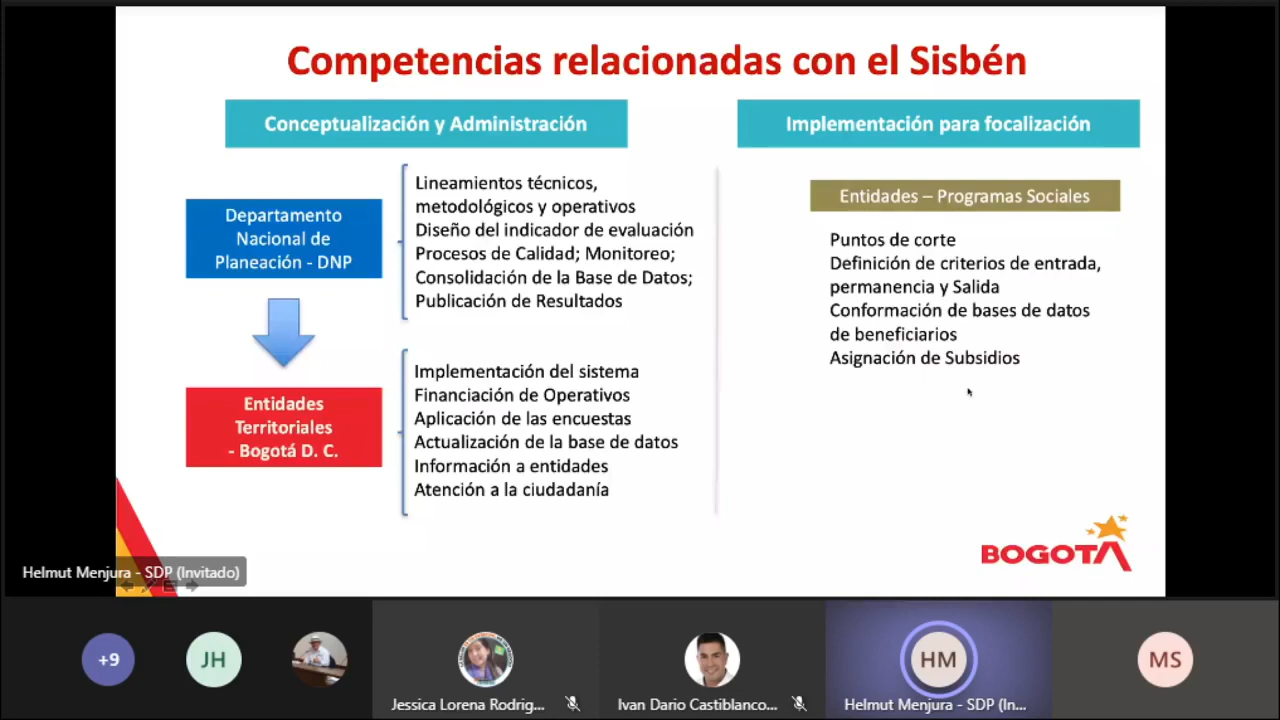 Competencias relacionadas con el Sisbén
Conceptualización y Administración
Departamento
Nacional de
Planeación - DNP
Lineamientos técnicos,
metodológicos y operativos
Diseño del indicador de evaluación
Procesos de Calidad; Monitoreo;
Consolidación de la Base de Datos;
Publicación de Resultados
Entidades
Territoriales
- Bogotá D. C.
Implementación del sistema
Financiación de Operativos
Aplicación de las encuestas
Actualización de la base de datos
Información a entidades
Atención a la ciudadanía
Implementación para focalización
Entidades – Programas Sociales
Puntos de corte
Definición de criterios de entrada,
permanencia y Salida
Conformación de bases de datos
de beneficiarios
Asignación de Subsidios
BOGOTÁ
Helmut Menjura - SDP (Invitado)
+9
JH
Jessica Lorena Rodrig...
Ivan Dario Castiblanco...
HM
Helmut Menjura - SDP (In...
MS